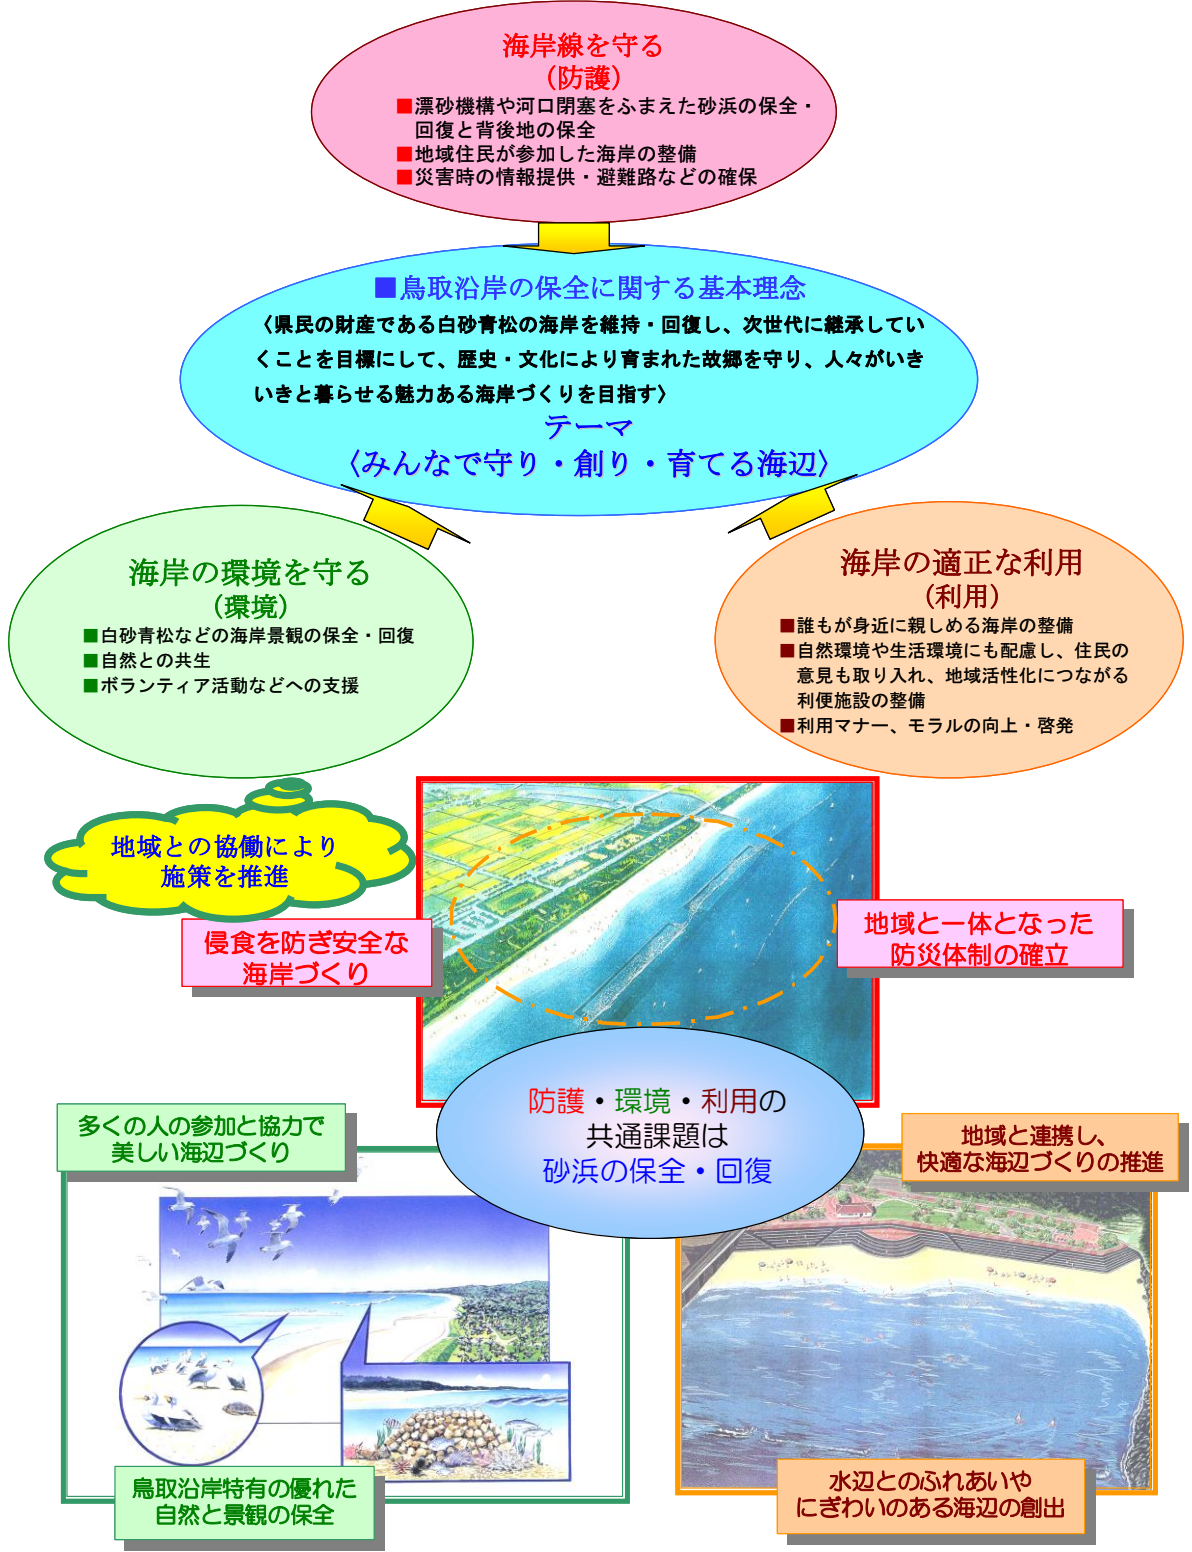 海岸線を守る
（防護）
■漂砂機構や河口閉塞をふまえた砂浜の保全・
回復と背後地の保全
■地域住民が参加した海岸の整備
■災害時の情報提供・避難路などの確保
■鳥取沿岸の保全に関する基本理念
〈県民の財産である白砂青松の海岸を維持・回復し、次世代に継承してい
くことを目標にして、歴史・文化により育まれた故郷を守り、人々がいき
いきと暮らせる魅力ある海岸づくりを目指す〉
テーマ
〈みんなで守り・創り・育てる海辺〉
海岸の環境を守る
（環境）
■白砂青松などの海岸景観の保全・回復
■自然との共生
■ボランティア活動などへの支援
海岸の適正な利用
（利用）
■誰もが身近に親しめる海岸の整備
■自然環境や生活環境にも配慮し、住民の
意見も取り入れ、地域活性化につながる
利便施設の整備
■利用マナー、モラルの向上・啓発
地域との協働により
施策を推進
侵食を防ぎ安全な
海岸づくり
地域と一体となった
防災体制の確立
防護・環境・利用の
共通課題は
砂浜の保全・回復
多くの人の参加と協力で
美しい海辺づくり
地域と連携し、
快適な海辺づくりの推進
鳥取沿岸特有の優れた
自然と景観の保全
水辺とのふれあいや
にぎわいのある海辺の創出